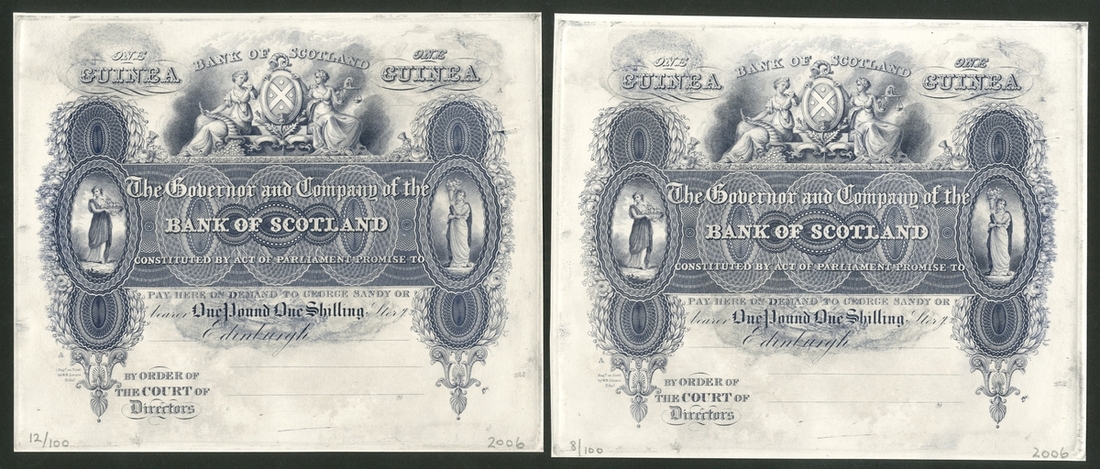 ONE
GUINEA
BANK OF SCOTLAND
ONE
GUINEA
A
The Governor and Company of the
BANK OF SCOTLAND
CONSTITUTED BY ACT OF PARLIAMENT PROMISE TO
PAY HERE ON DEMAND TO GEORGE SANDY OR
bearer One Pound One Shilling Ster.g
Edinburgh
A
BY ORDER OF
THE COURT OF
Directors
12/100
2006
ONE
GUINEA
BANK OF SCOTLAND
ONE
GUINEA
A
The Governor and Company of the
BANK OF SCOTLAND
CONSTITUTED BY ACT OF PARLIAMENT PROMISE TO
PAY HERE ON DEMAND TO GEORGE SANDY OR
bearer One Pound One Shilling Ster.g
Edinburgh
A
BY ORDER OF
THE COURT OF
Directors
8/100
2006